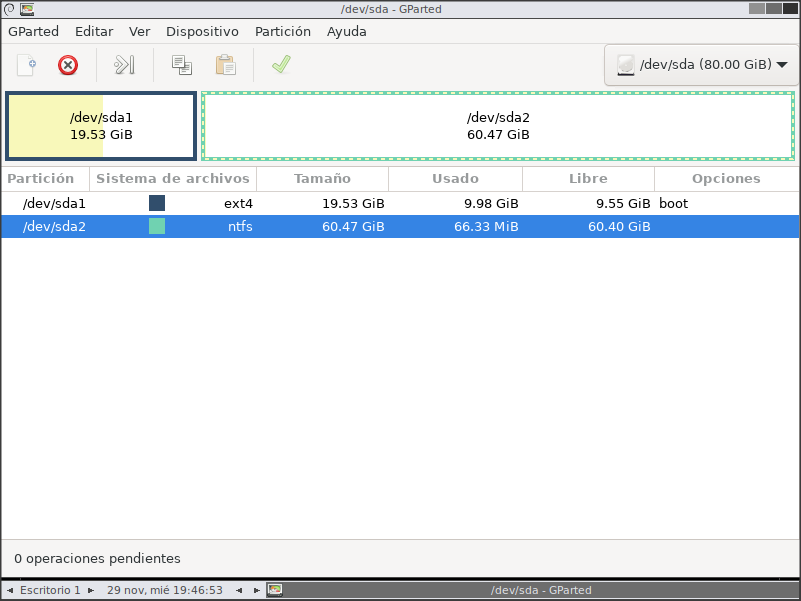 /dev/sda - GParted
GParted Editar Ver Dispositivo Partición Ayuda
/dev/sda (80.00 GiB)
/dev/sda1
19.53 GiB
/dev/sda2
60.47 GiB
Partición Sistema de archivos Tamaño Usado Libre Opciones
/dev/sda1 ext4 19.53 GiB 9.98 GiB 9.55 GiB boot
/dev/sda2 ntfs 60.47 GiB 66.33 MiB 60.40 GiB
0 operaciones pendientes
Escritorio 1 29 nov, mié 19:46:53 /dev/sda - GParted